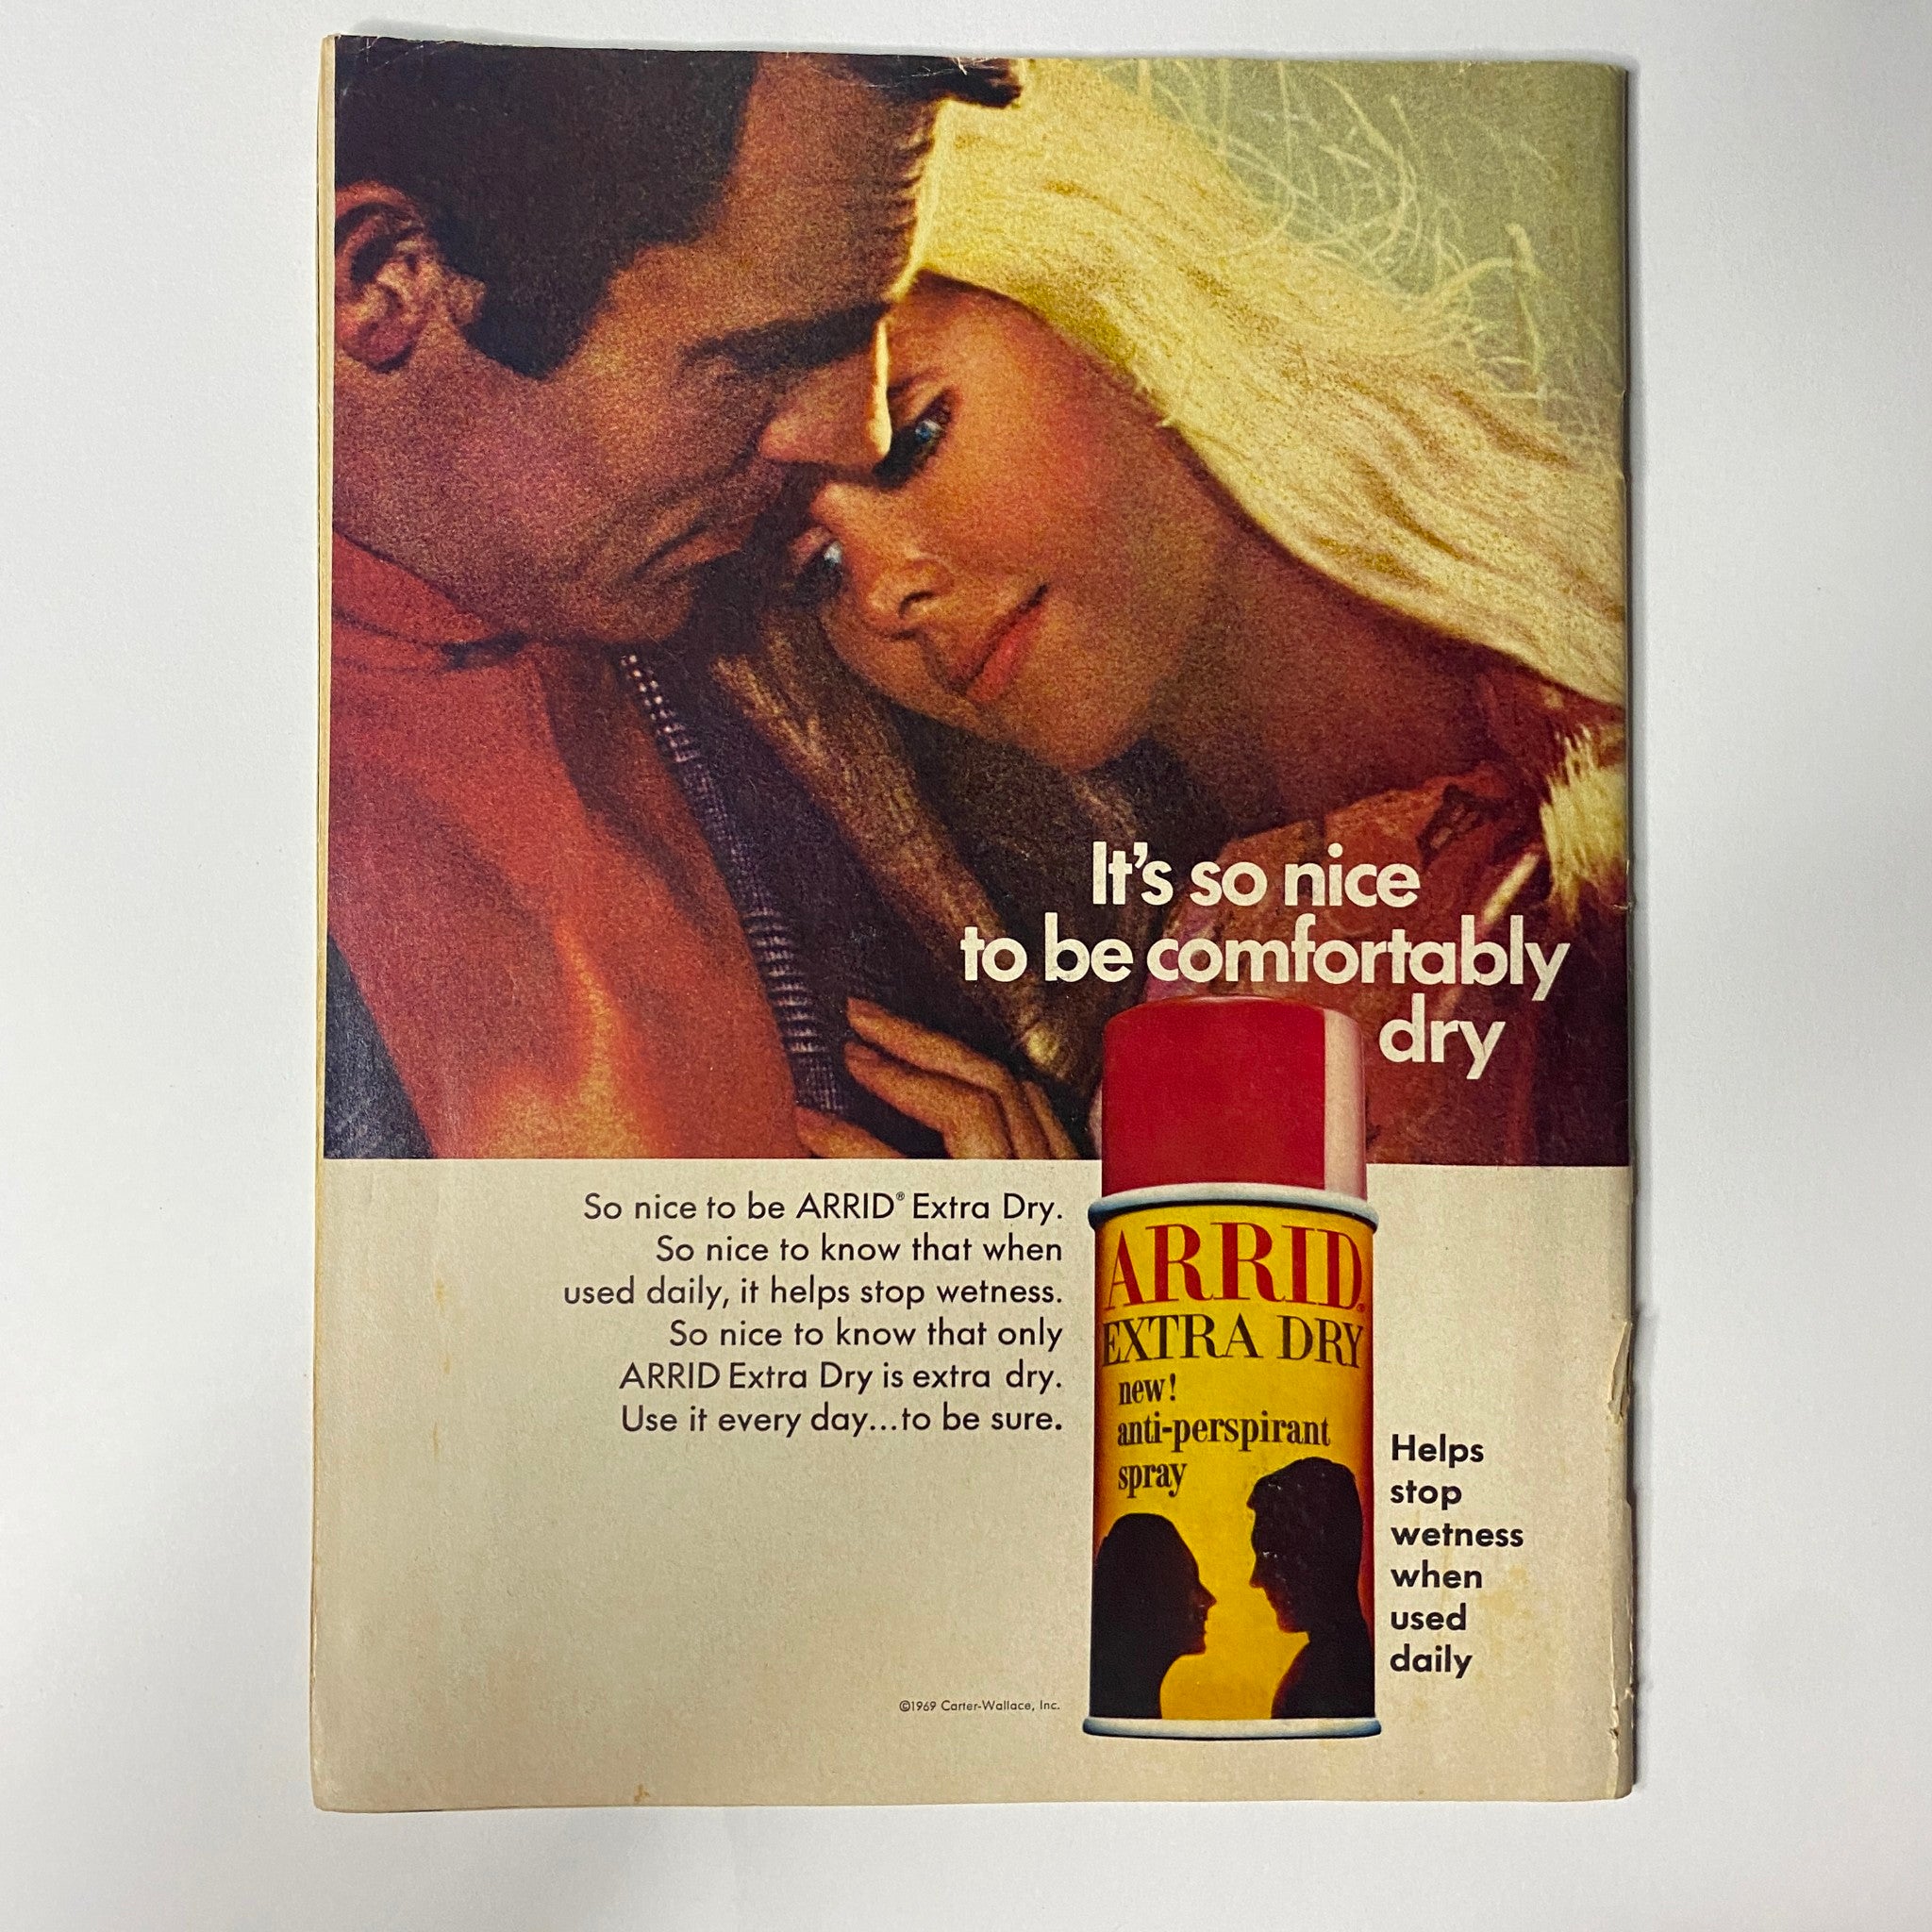 It's so nice
to be comfortably
dry
So nice to be ARRID® Extra Dry.
So nice to know that when
used daily, it helps stop wetness.
So nice to know that only
ARRID Extra Dry is extra dry.
Use it every day...to be sure.
ARRID®
EXTRA DRY
new!
anti-perspirant
spray
Helps
stop
wetness
when
used
daily
©1969 Carter-Wallace, Inc.